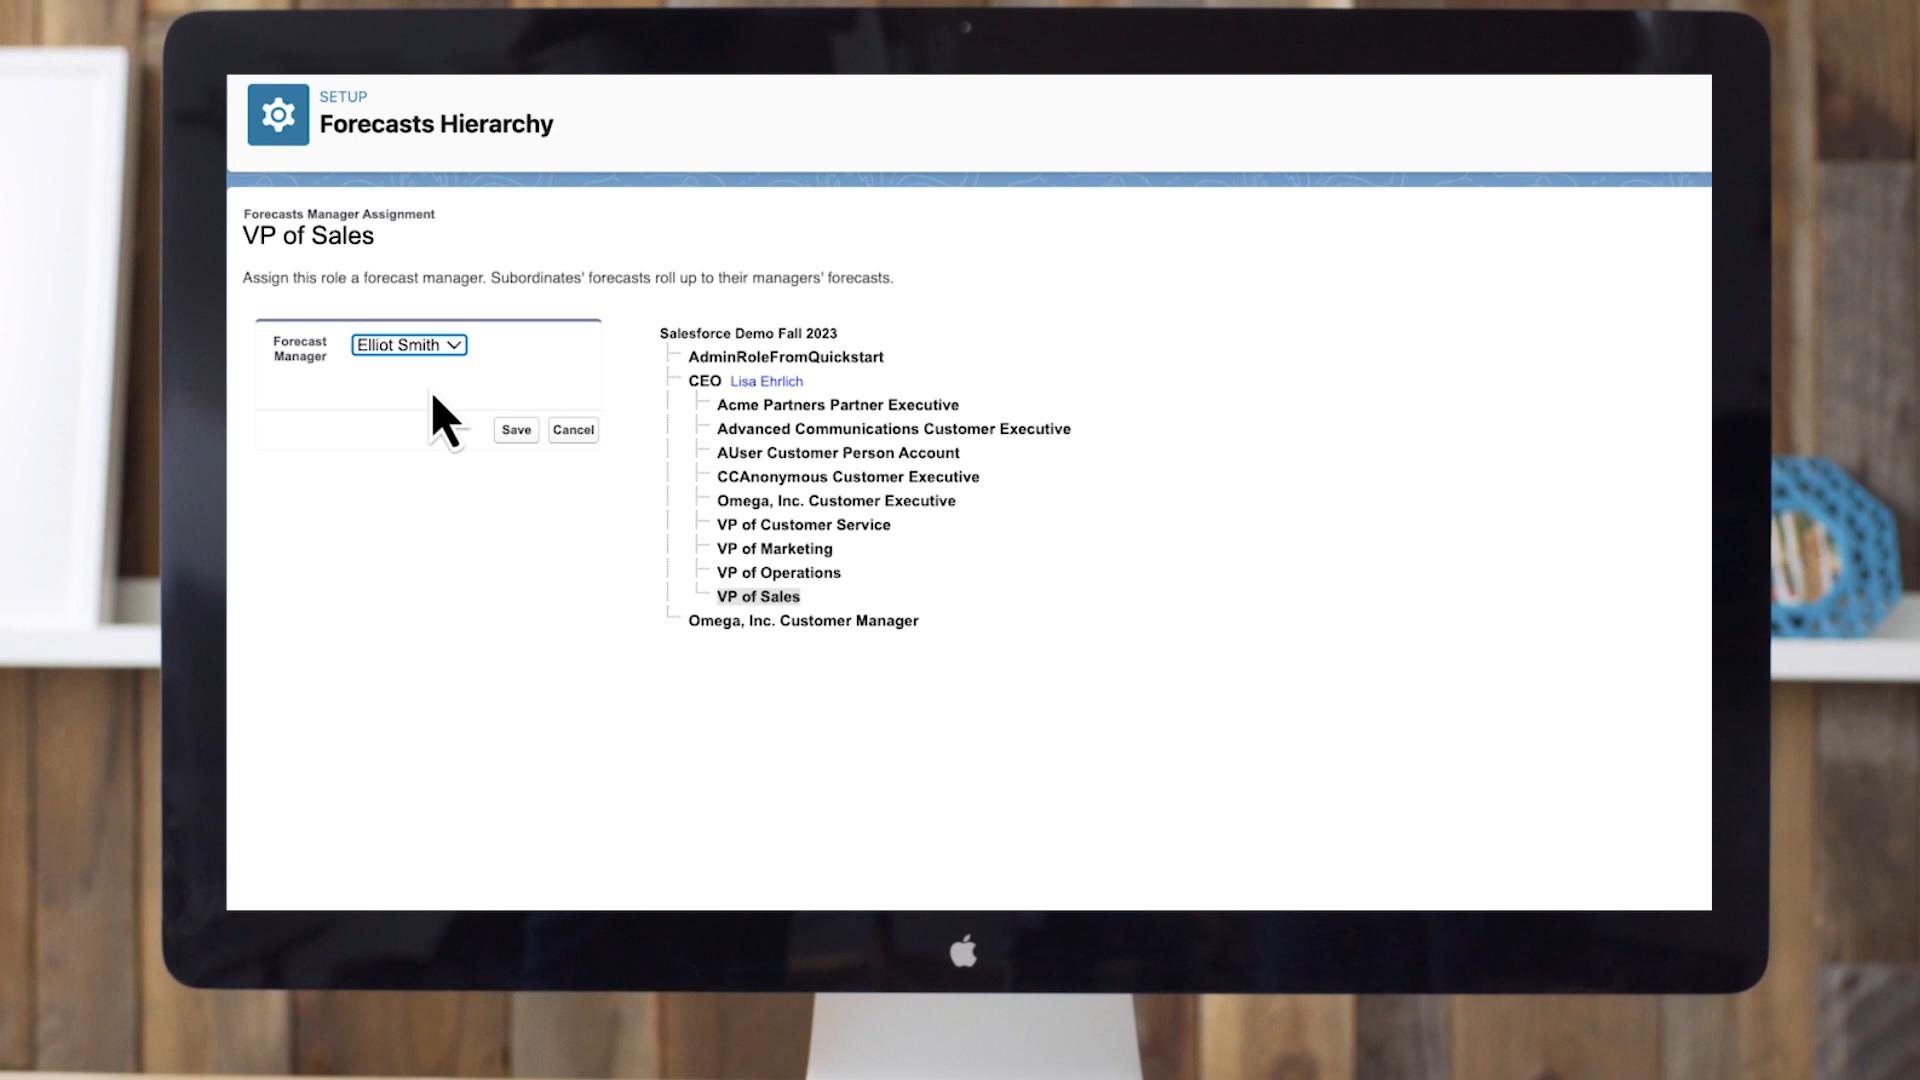 SETUP
Forecasts Hierarchy
Forecasts Manager Assignment
VP of Sales
Assign this role a forecast manager. Subordinates' forecasts roll up to their managers' forecasts.
Forecast
Manager
Elliot Smith
Save
Cancel
Salesforce Demo Fall 2023
AdminRoleFromQuickstart
CEO Lisa Ehrlich
Acme Partners Partner Executive
Advanced Communications Customer Executive
AUser Customer Person Account
CCAnonymous Customer Executive
Omega, Inc. Customer Executive
VP of Customer Service
VP of Marketing
VP of Operations
VP of Sales
Omega, Inc. Customer Manager